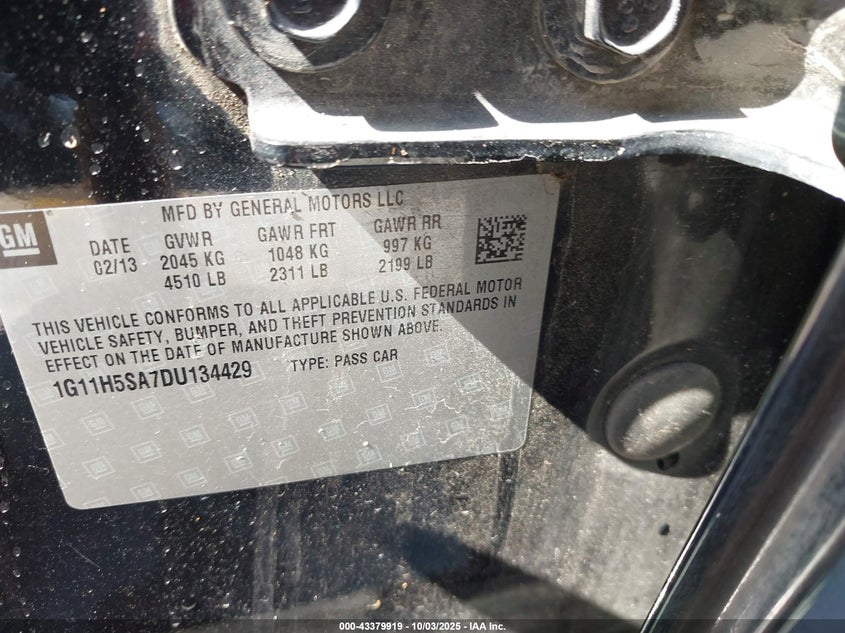 MFD BY GENERAL MOTORS LLC
GM
DATE GVWR GAWR FRT GAWR RR
02/13 2045 KG 1048 KG 997 KG
4510 LB 2311 LB 2199 LB
THIS VEHICLE CONFORMS TO ALL APPLICABLE U.S. FEDERAL MOTOR
VEHICLE SAFETY, BUMPER, AND THEFT PREVENTION STANDARDS IN
EFFECT ON THE DATE OF MANUFACTURE SHOWN ABOVE.
1G11H5SA7DU134429 TYPE: PASS CAR
000-43379919 - 10/03/2025 - IAA Inc.